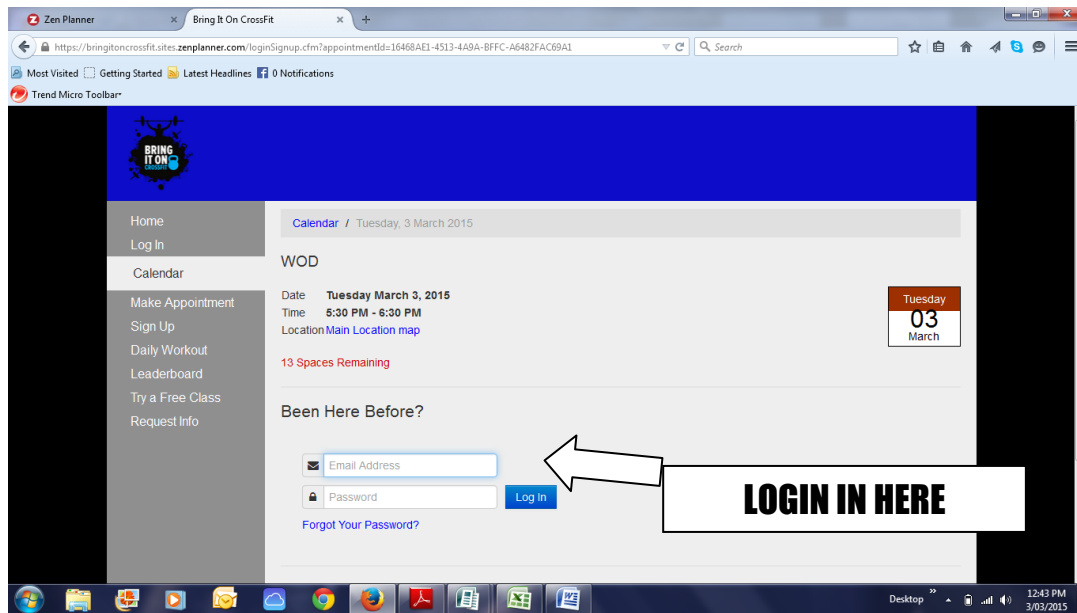 Zen Planner
Bring It On CrossFit
https://bringitoncrossfit.sites.zenplanner.com/loginSignup.cfm?appointmentId=16468AE1-4513-4A9A-BFFC-A6482FAC69A1
Search
Most Visited Getting Started Latest Headlines 0 Notifications
Trend Micro Toolbar
BRING
IT ON
CROSSFIT
Home
Log In
Calendar
Make Appointment
Sign Up
Daily Workout
Leaderboard
Try a Free Class
Request Info
Calendar / Tuesday, 3 March 2015
WOD
Date Tuesday March 3, 2015
Time 5:30 PM - 6:30 PM
Location Main Location map
13 Spaces Remaining
Tuesday
03
March
Been Here Before?
Email Address
Password
Log In
Forgot Your Password?
LOGIN IN HERE
Desktop
12:43 PM
3/03/2015